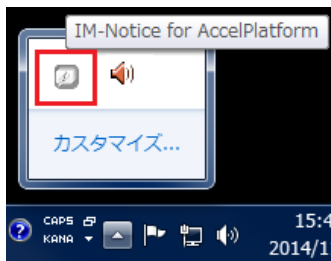 IM-Notice for AccelPlatform
カスタマイズ...
CAPS
KANA
15:4
2014/1